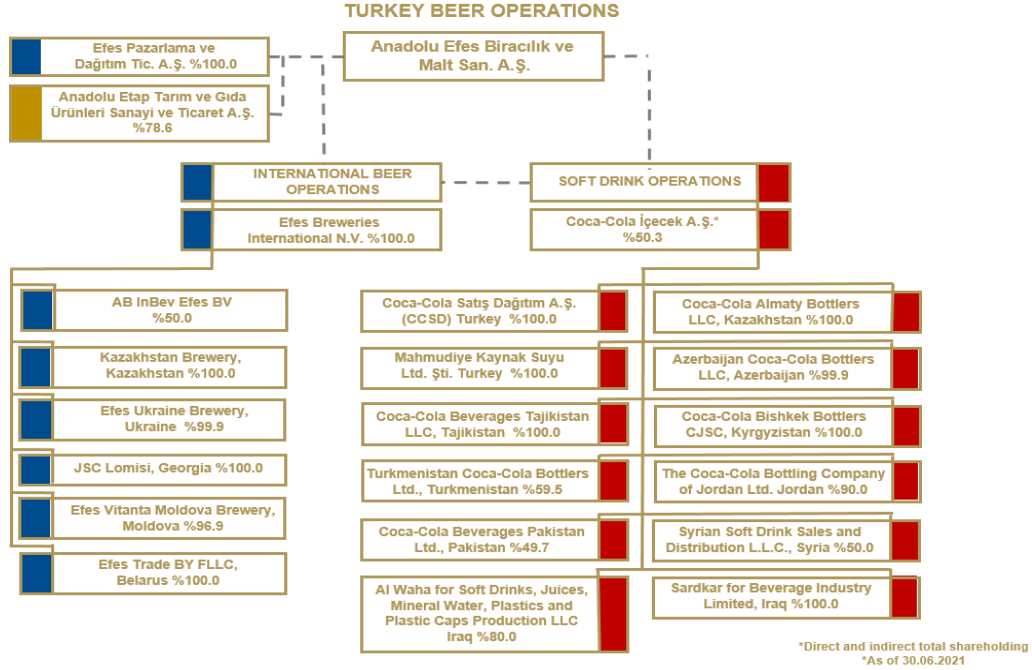 TURKEY BEER OPERATIONS
Anadolu Efes Biracılık ve
Malt San. A.Ş.
Efes Pazarlama ve
Dağıtım Tic. A.Ş. %100.0
Anadolu Etap Tarım ve Gıda
Ürünleri Sanayi ve Ticaret A.Ş.
%78.6
INTERNATIONAL BEER
OPERATIONS
Efes Breweries
International N.V. %100.0
SOFT DRINK OPERATIONS
Coca-Cola İçecek A.Ş.*
%50.3
AB InBev Efes BV
%50.0
Kazakhstan Brewery,
Kazakhstan %100.0
Efes Ukraine Brewery,
Ukraine %99.9
JSC Lomisi, Georgia %100.0
Efes Vitanta Moldova Brewery,
Moldova %96.9
Efes Trade BY FLLC,
Belarus %100.0
Coca-Cola Satış Dağıtım A.Ş.
(CCSD) Turkey %100.0
Mahmudiye Kaynak Suyu
Ltd. Şti. Turkey %100.0
Coca-Cola Beverages Tajikistan
LLC, Tajikistan %100.0
Turkmenistan Coca-Cola Bottlers
Ltd., Turkmenistan %59.5
Coca-Cola Beverages Pakistan
Ltd., Pakistan %49.7
Al Waha for Soft Drinks, Juices,
Mineral Water, Plastics and
Plastic Caps Production LLC
Iraq %80.0
Coca-Cola Almaty Bottlers
LLC, Kazakhstan %100.0
Azerbaijan Coca-Cola Bottlers
LLC, Azerbaijan %99.9
Coca-Cola Bishkek Bottlers
CJSC, Kyrgyzistan %100.0
The Coca-Cola Bottling Company
of Jordan Ltd. Jordan %90.0
Syrian Soft Drink Sales and
Distribution L.L.C., Syria %50.0
Sardkar for Beverage Industry
Limited, Iraq %100.0
*Direct and indirect total shareholding
*As of 30.06.2021